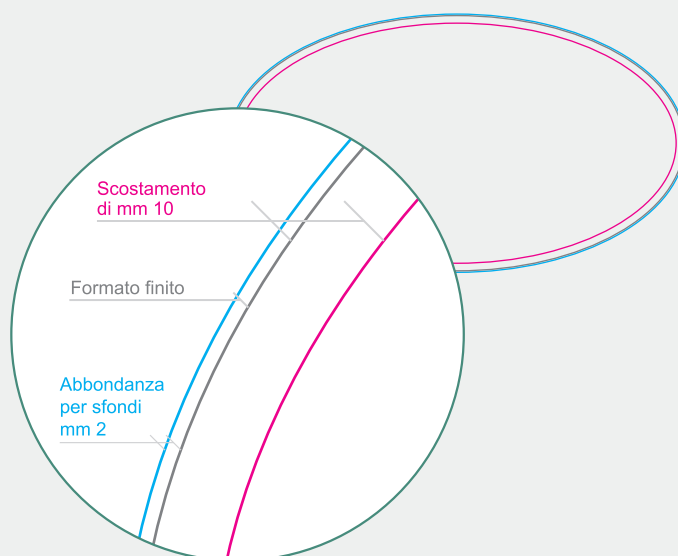 Scostamento
di mm 10
Formato finito
Abbondanza
per sfondi
mm 2